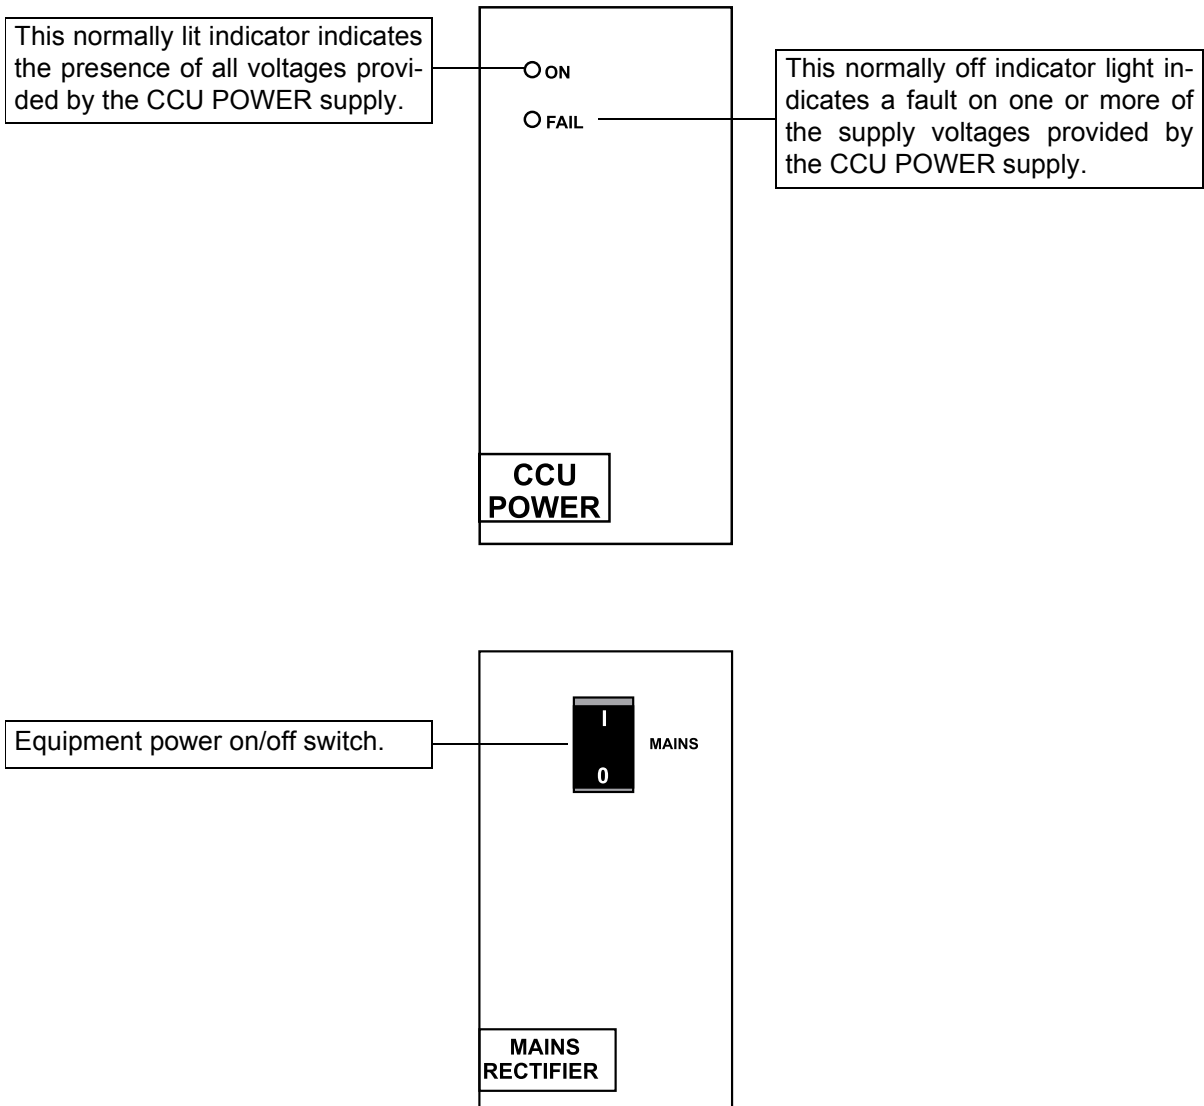 This normally lit indicator indicates
the presence of all voltages provi-
ded by the CCU POWER supply.
ON
FAIL
This normally off indicator light in-
dicates a fault on one or more of
the supply voltages provided by
the CCU POWER supply.
CCU
POWER
Equipment power on/off switch.
I
0
MAINS
MAINS
RECTIFIER